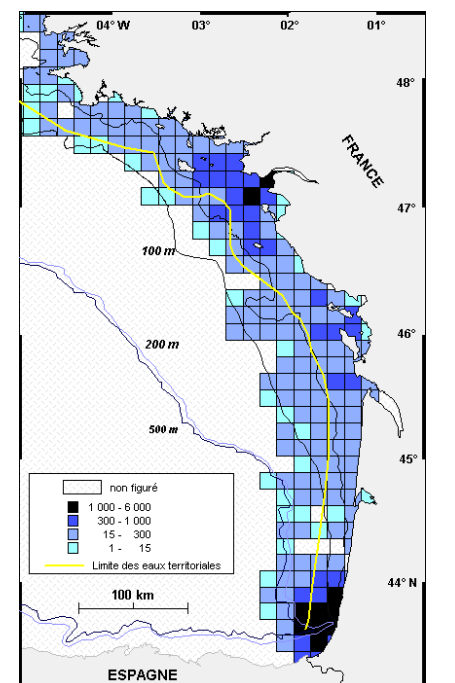 04° W 03° 02° 01°
48°
FRANCE
47°
100 m
46°
200 m
500 m
45°
non figuré
1 000 - 6 000
300 - 1 000
15 - 300
1 - 15
Limite des eaux territoriales
44° N
100 km
ESPAGNE